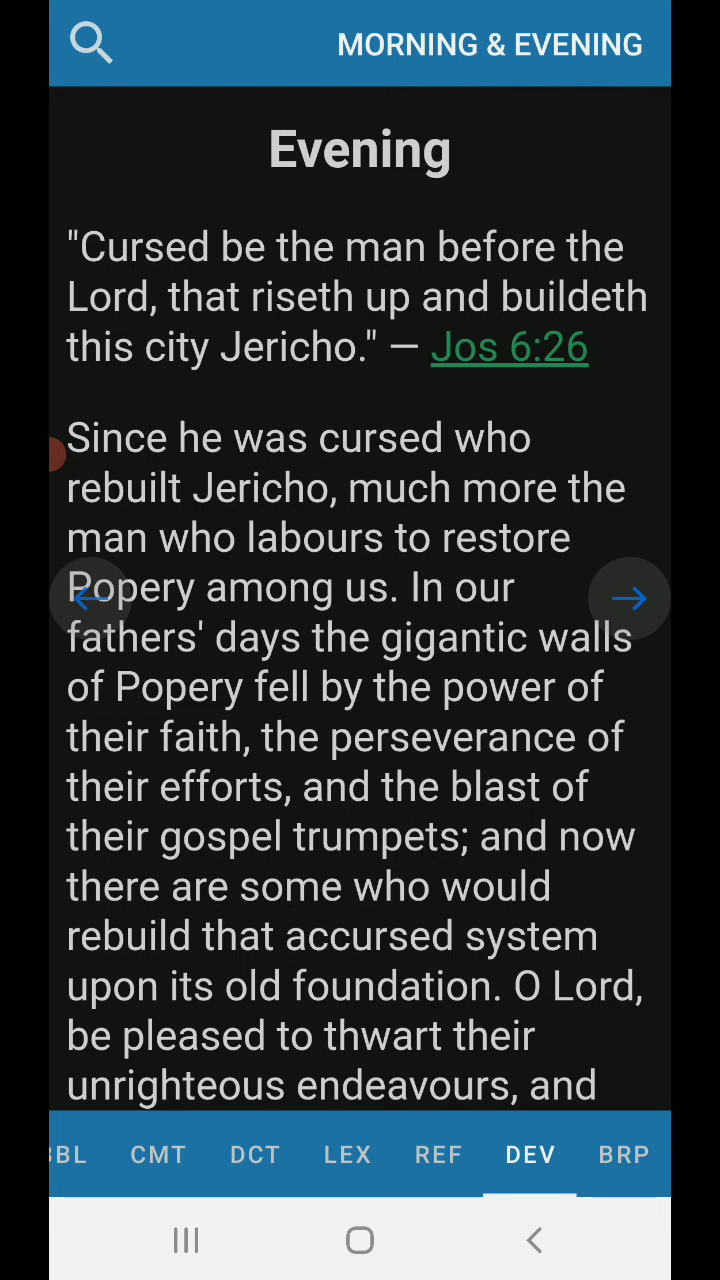 MORNING & EVENING
Evening
"Cursed be the man before the
Lord, that riseth up and buildeth
this city Jericho." — Jos 6:26
Since he was cursed who
rebuilt Jericho, much more the
man who labours to restore
Popery among us. In our
fathers' days the gigantic walls
of Popery fell by the power of
their faith, the perseverance of
their efforts, and the blast of
their gospel trumpets; and now
there are some who would
rebuild that accursed system
upon its old foundation. O Lord,
be pleased to thwart their
unrighteous endeavours, and
BBL CMT DCT LEX REF DEV BRP